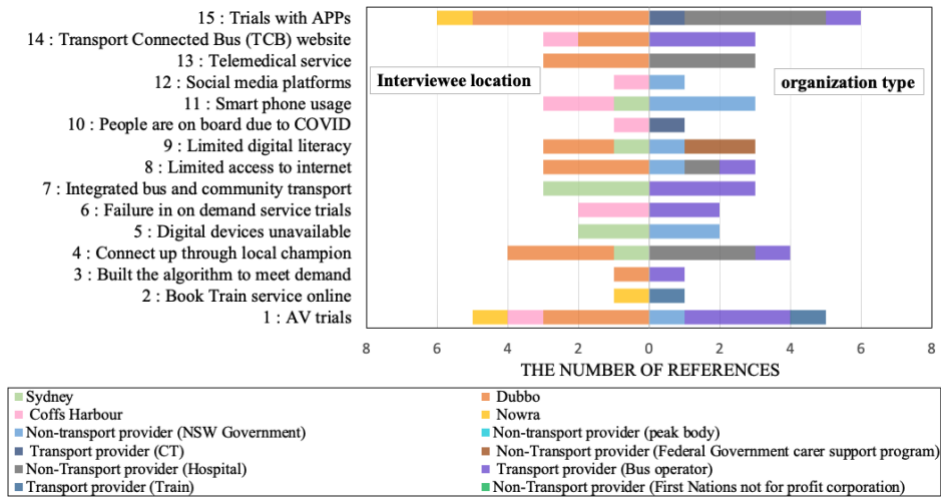 15 : Trials with APPs
14 : Transport Connected Bus (TCB) website
13 : Telemedical service
12 : Social media platforms
11 : Smart phone usage
10 : People are on board due to COVID
9 : Limited digital literacy
8 : Limited access to internet
7 : Integrated bus and community transport
6 : Failure in on demand service trials
5 : Digital devices unavailable
4 : Connect up through local champion
3 : Built the algorithm to meet demand
2 : Book Train service online
1 : AV trials
Interviewee location
organization type
8 6 4 2 0 2 4 6 8
THE NUMBER OF REFERENCES
Sydney
Dubbo
Coffs Harbour
Nowra
Non-transport provider (NSW Government)
Non-transport provider (peak body)
Transport provider (CT)
Non-Transport provider (Federal Government carer support program)
Non-Transport provider (Hospital)
Transport provider (Bus operator)
Transport provider (Train)
Non-Transport provider (First Nations not for profit corporation)